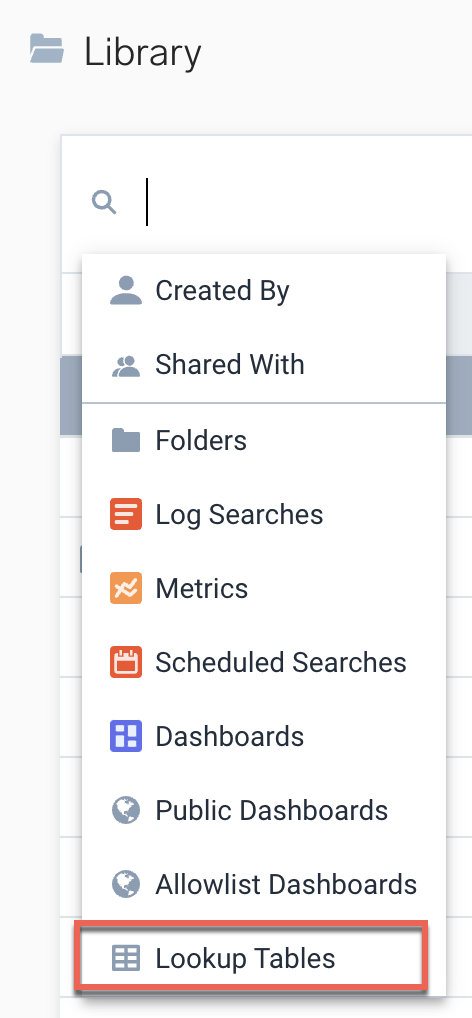 Library
Created By
Shared With
Folders
Log Searches
Metrics
Scheduled Searches
Dashboards
Public Dashboards
Allowlist Dashboards
Lookup Tables